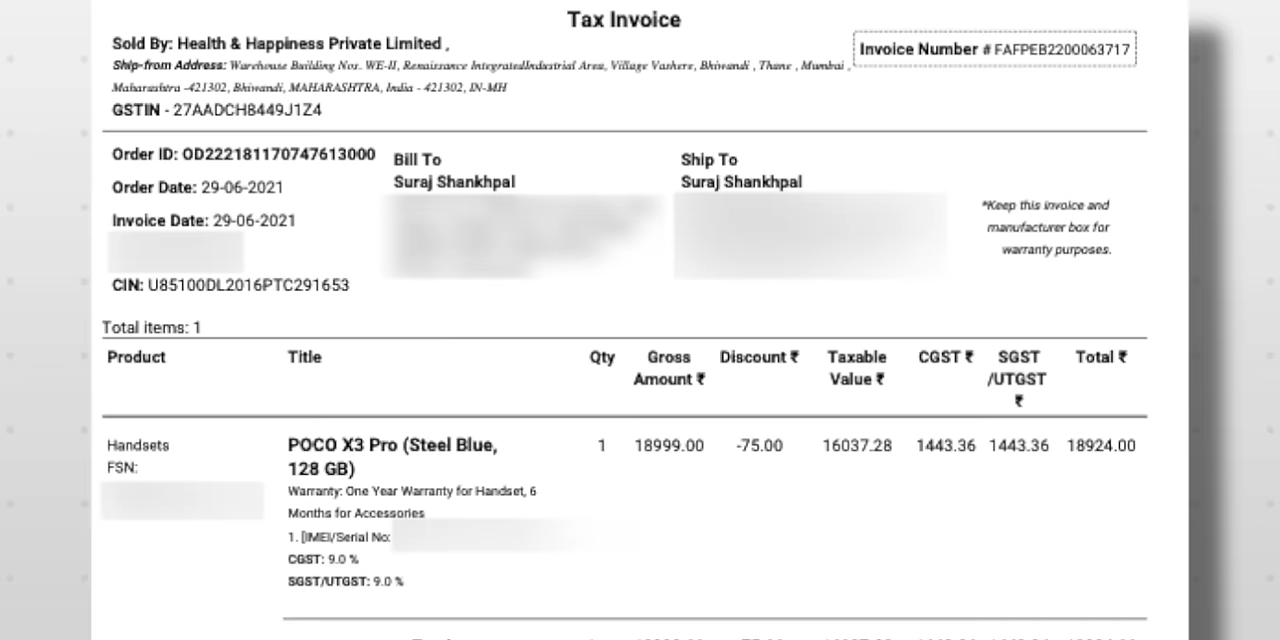 Tax Invoice
Sold By: Health & Happiness Private Limited ,
Invoice Number # FAFPEB2200063717
Ship-from Address: Warehouse Building Nos. WE-II, Renaissance IntegratedIndustrial Area, Village Vashere, Bhiwandi , Thane , Mumbai ,
Maharashtra -421302, Bhiwandi, MAHARASHTRA, India - 421302, IN-MH
GSTIN - 27AADCH8449J1Z4
Order ID: OD222181170747613000
Order Date: 29-06-2021
Invoice Date: 29-06-2021
CIN: U85100DL2016PTC291653
Bill To
Suraj Shankhpal
Ship To
Suraj Shankhpal
*Keep this invoice and
manufacturer box for
warranty purposes.
Total items: 1
Product Title Qty Gross Amount ₹ Discount ₹ Taxable Value ₹ CGST ₹ SGST /UTGST ₹ Total ₹
Handsets
FSN:
POCO X3 Pro (Steel Blue,
128 GB)
1 18999.00 -75.00 16037.28 1443.36 1443.36 18924.00
Warranty: One Year Warranty for Handset, 6
Months for Accessories
1. [IMEI/Serial No:
CGST: 9.0 %
SGST/UTGST: 9.0 %